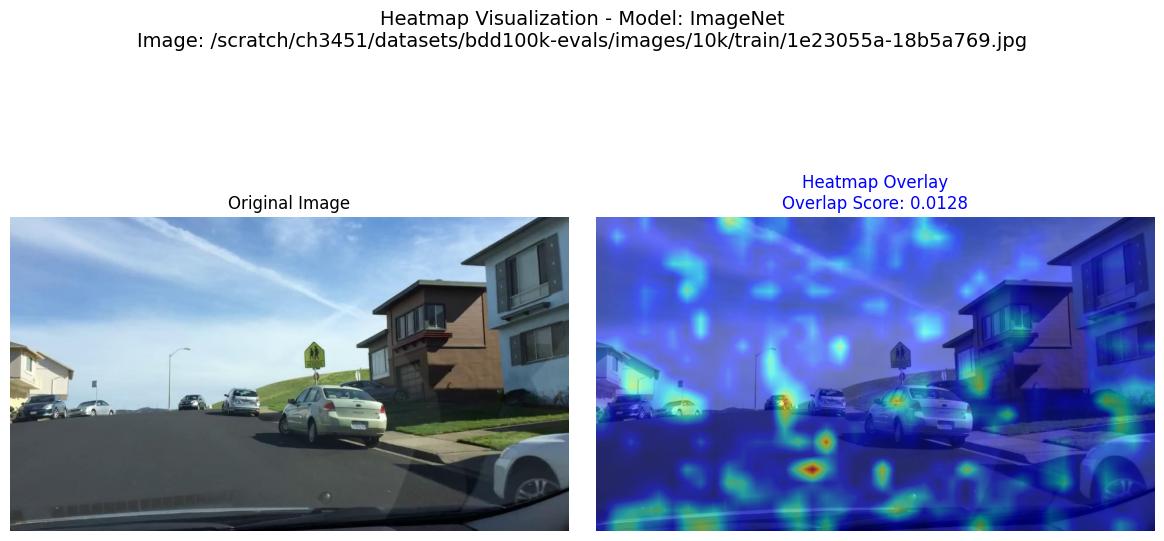 Heatmap Visualization - Model: ImageNet
Image: /scratch/ch3451/datasets/bdd100k-evals/images/10k/train/1e23055a-18b5a769.jpg
Original Image
Heatmap Overlay
Overlap Score: 0.0128